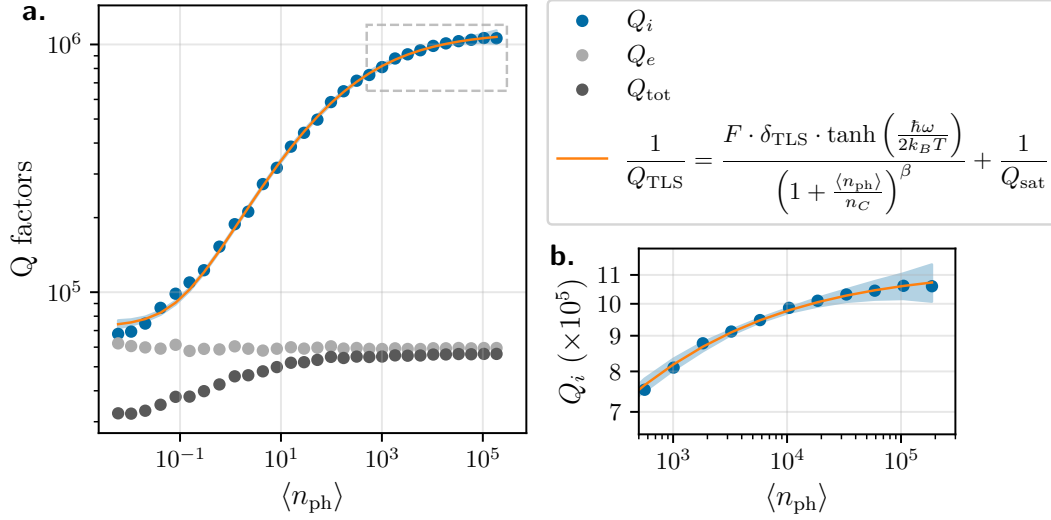 a.
10^6
10^5
Q factors
10^{-1}
10^1
10^3
10^5
⟨n_ph⟩
Q_i
Q_e
Q_tot
1/Q_TLS = F · δ_TLS · tanh(ħω/2k_BT) / (1 + ⟨n_ph⟩/n_C)^β + 1/Q_sat
b.
11
10
9
8
7
Q_i (×10^5)
10^3
10^4
10^5
⟨n_ph⟩